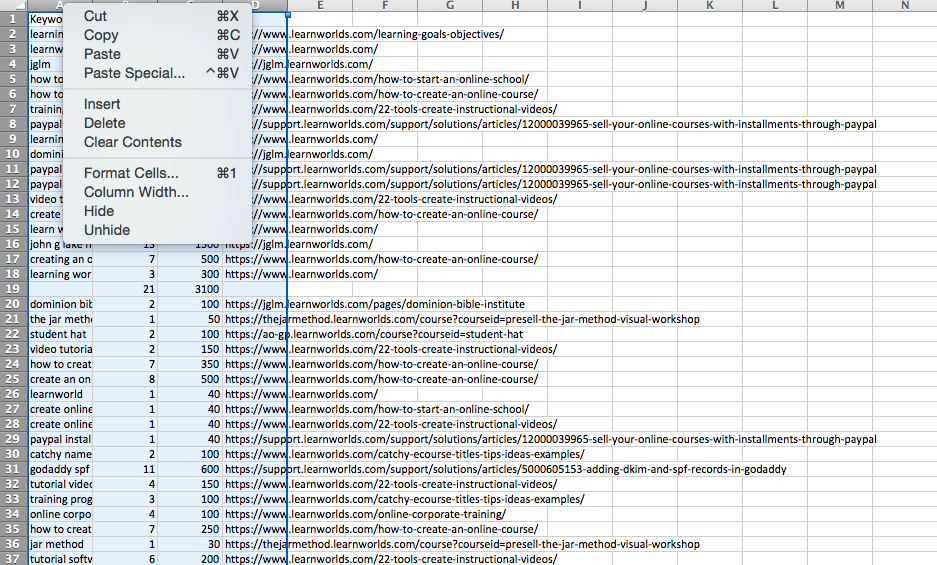 E F G H I J K L M N
Cut ⌘X
Copy ⌘C
Paste ⌘V
Paste Special... ^⌘V
Insert
Delete
Clear Contents
Format Cells... ⌘1
Column Width...
Hide
Unhide
1 Keywo
2 learnin ://www.learnworlds.com/learning-goals-objectives/
3 learnw ://www.learnworlds.com/
4 jglm ://jglm.learnworlds.com/
5 how to ://www.learnworlds.com/how-to-start-an-online-school/
6 how to ://www.learnworlds.com/how-to-create-an-online-course/
7 training ://www.learnworlds.com/22-tools-create-instructional-videos/
8 paypal ://support.learnworlds.com/support/solutions/articles/12000039965-sell-your-online-courses-with-installments-through-paypal
9 learnin ://www.learnworlds.com/
10 domini ://jglm.learnworlds.com/
11 paypal ://support.learnworlds.com/support/solutions/articles/12000039965-sell-your-online-courses-with-installments-through-paypal
12 paypal ://support.learnworlds.com/support/solutions/articles/12000039965-sell-your-online-courses-with-installments-through-paypal
13 video t ://www.learnworlds.com/22-tools-create-instructional-videos/
14 create ://www.learnworlds.com/how-to-create-an-online-course/
15 learn w ://www.learnworlds.com/
16 john g lake 1500 https://jglm.learnworlds.com/
17 creating an o 7 500 https://www.learnworlds.com/how-to-create-an-online-course/
18 learning wor 3 300 https://www.learnworlds.com/
19 21 3100
20 dominion bib 2 100 https://jglm.learnworlds.com/pages/dominion-bible-institute
21 the jar meth 1 50 https://thejarmethod.learnworlds.com/course?courseid=presell-the-jar-method-visual-workshop
22 student hat 2 100 https://ao-gp.learnworlds.com/course?courseid=student-hat
23 video tutoria 2 150 https://www.learnworlds.com/22-tools-create-instructional-videos/
24 how to creat 7 350 https://www.learnworlds.com/how-to-create-an-online-course/
25 create an on 8 500 https://www.learnworlds.com/how-to-create-an-online-course/
26 learnworld 1 40 https://www.learnworlds.com/
27 create online 1 40 https://www.learnworlds.com/how-to-start-an-online-school/
28 create online 1 40 https://www.learnworlds.com/22-tools-create-instructional-videos/
29 paypal instal 1 40 https://support.learnworlds.com/support/solutions/articles/12000039965-sell-your-online-courses-with-installments-through-paypal
30 catchy name 2 100 https://www.learnworlds.com/catchy-ecourse-titles-tips-ideas-examples/
31 godaddy spf 11 600 https://support.learnworlds.com/support/solutions/articles/5000605153-adding-dkim-and-spf-records-in-godaddy
32 tutorial videc 4 150 https://www.learnworlds.com/22-tools-create-instructional-videos/
33 training prog 3 100 https://www.learnworlds.com/catchy-ecourse-titles-tips-ideas-examples/
34 online corpo 4 100 https://www.learnworlds.com/online-corporate-training/
35 how to creat 7 250 https://www.learnworlds.com/how-to-create-an-online-course/
36 jar method 1 30 https://thejarmethod.learnworlds.com/course?courseid=presell-the-jar-method-visual-workshop
37 tutorial softw 6 200 https://www.learnworlds.com/22-tools-create-instructional-videos/